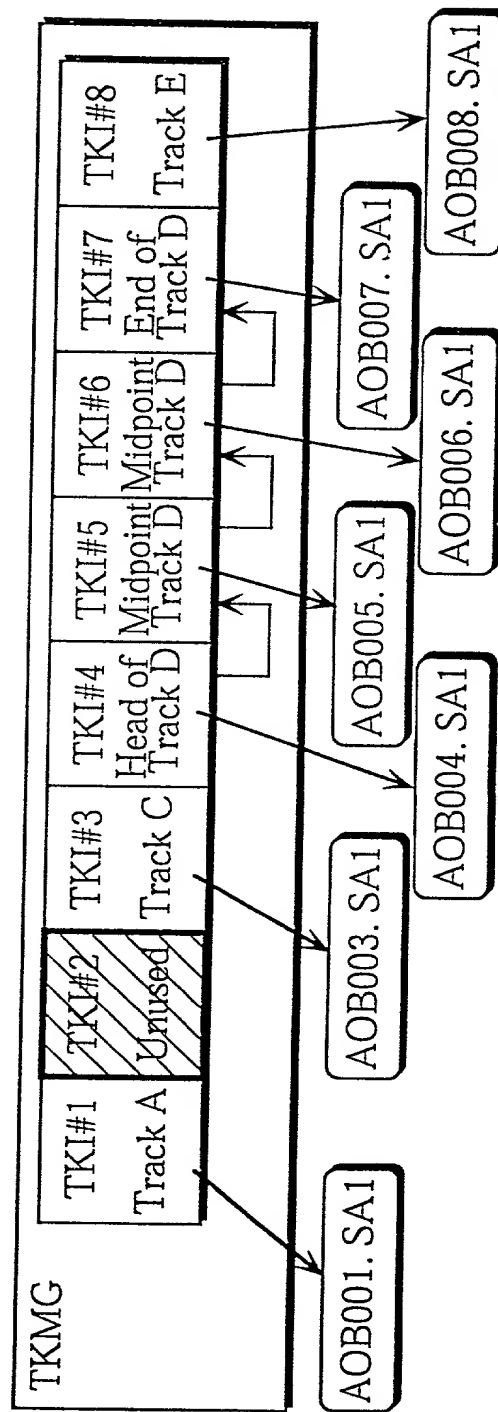 TKMG
TKI#1
Track A
TKI#2
Unused
TKI#3
Track C
TKI#4
Head of
Track D
TKI#5
Midpoint
Track D
TKI#6
Midpoint
Track D
TKI#7
End of
Track D
TKI#8
Track E
AOB001. SA1
AOB003. SA1
AOB004. SA1
AOB005. SA1
AOB006. SA1
AOB007. SA1
AOB008. SA1